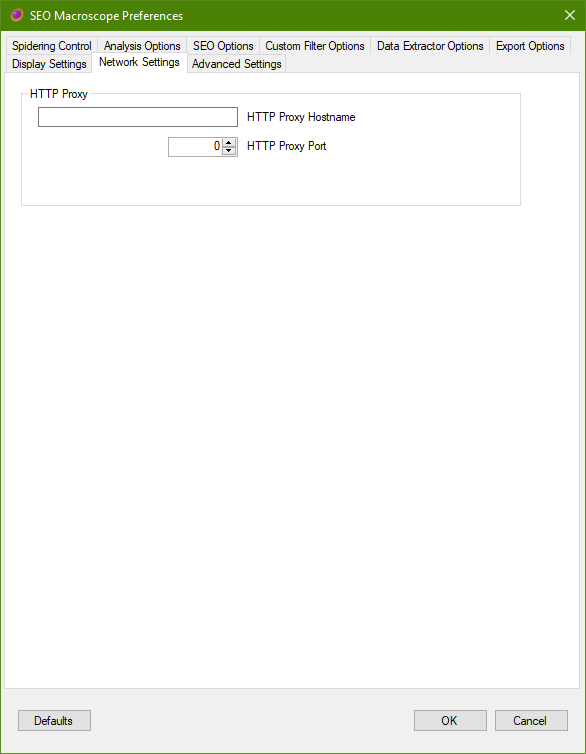 SEO Macroscope Preferences
Spidering Control Analysis Options SEO Options Custom Filter Options Data Extractor Options Export Options
Display Settings Network Settings Advanced Settings
HTTP Proxy
HTTP Proxy Hostname
0 HTTP Proxy Port
Defaults OK Cancel